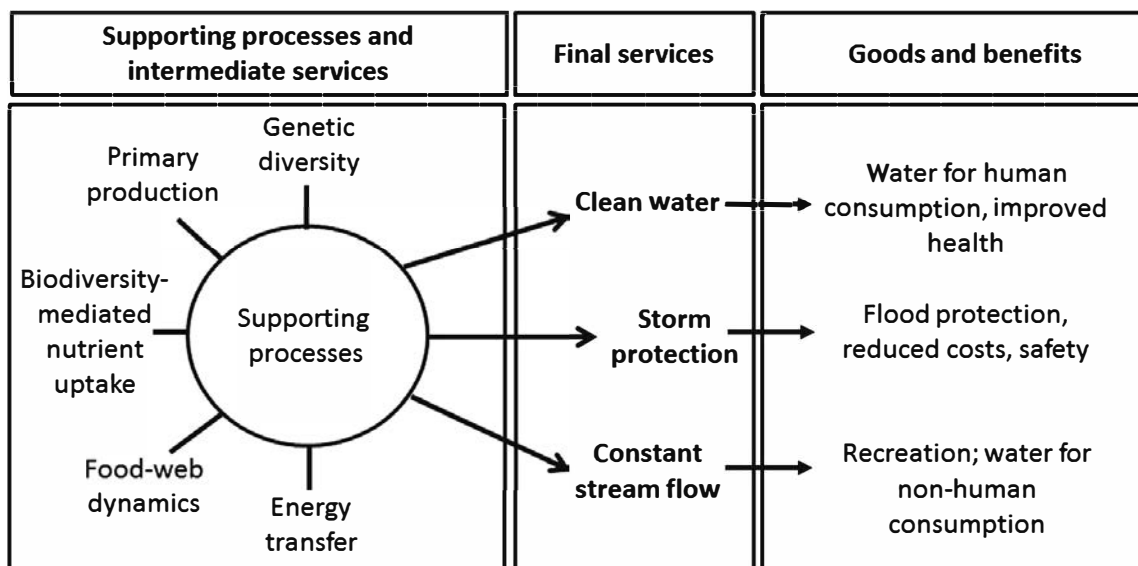 Supporting processes and
intermediate services
Final services
Goods and benefits
Genetic
diversity
Primary
production
Biodiversity-
mediated
nutrient
uptake
Food-web
dynamics
Energy
transfer
Supporting
processes
Clean water
Storm
protection
Constant
stream flow
Water for human
consumption, improved
health
Flood protection,
reduced costs, safety
Recreation; water for
non-human
consumption